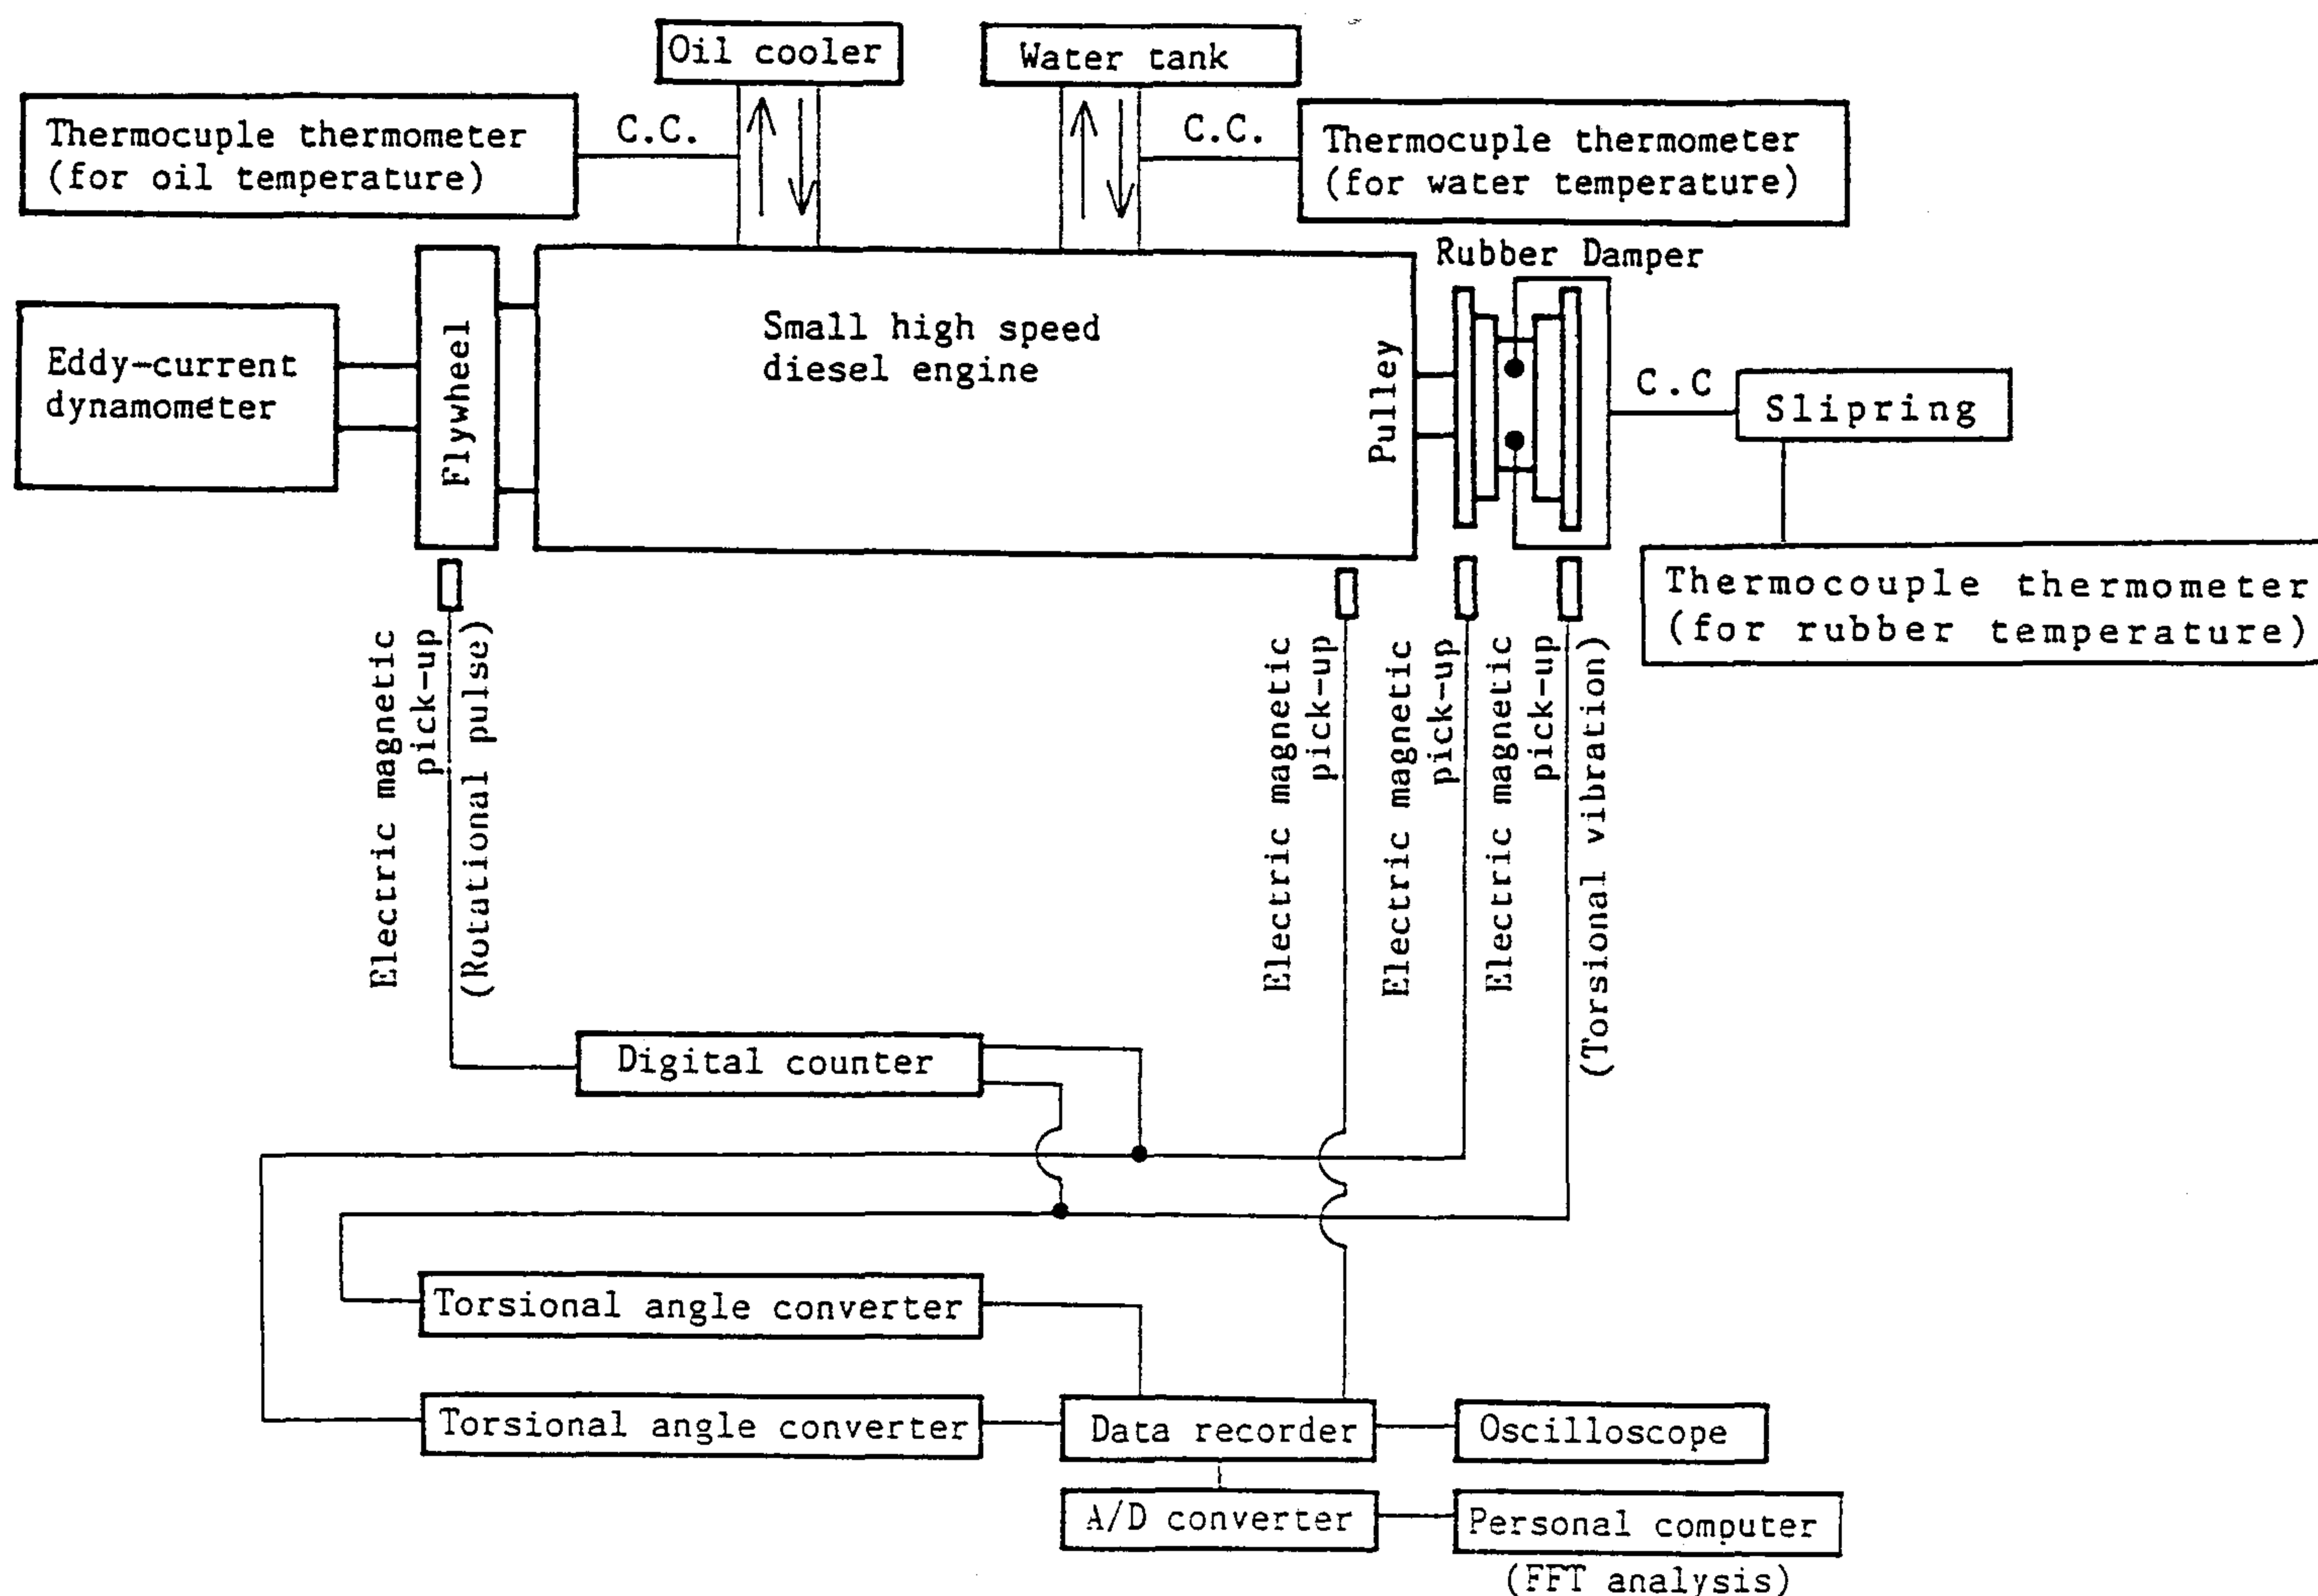 Oil cooler
Water tank
Thermocuple thermometer
(for oil temperature)
C.C.
C.C.
Thermocuple thermometer
(for water temperature)
Rubber Damper
Eddy-current
dynamometer
Flywheel
Small high speed
diesel engine
Pulley
C.C
Slipring
Thermocouple thermometer
(for rubber temperature)
Electric magnetic
pick-up
(Rotational pulse)
Electric magnetic
pick-up
Electric magnetic
pick-up
Electric magnetic
pick-up
(Torsional vibration)
Digital counter
Torsional angle converter
Torsional angle converter
Data recorder
Oscilloscope
A/D converter
Personal computer
(FFT analysis)